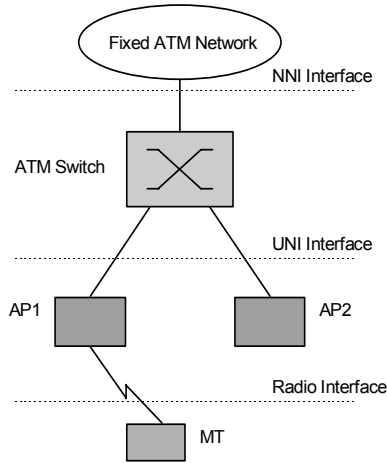 Fixed ATM Network
NNI Interface
ATM Switch
UNI Interface
AP1
AP2
Radio Interface
MT